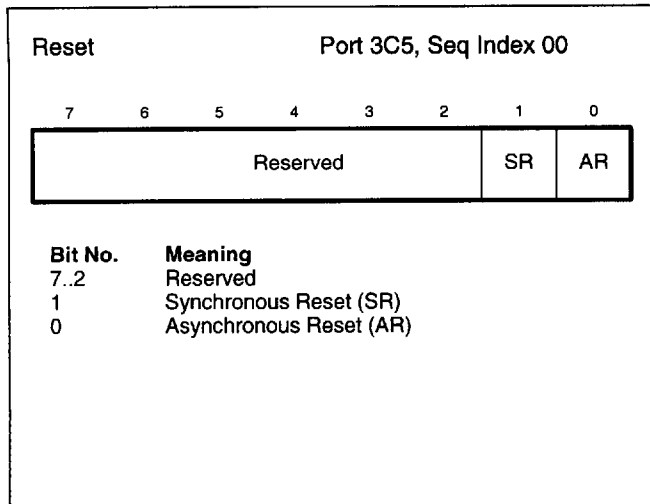 Reset Port 3C5, Seq Index 00
7 6 5 4 3 2 1 0
Reserved SR AR
Bit No. Meaning
7..2 Reserved
1 Synchronous Reset (SR)
0 Asynchronous Reset (AR)